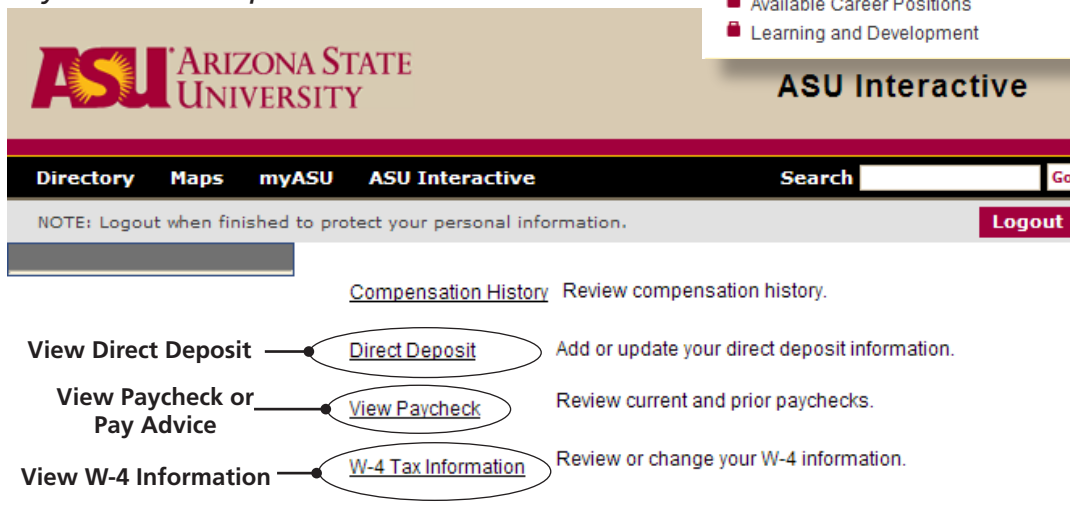 Available Career Positions
Learning and Development
ASU ARIZONA STATE
UNIVERSITY
ASU Interactive
Directory Maps myASU ASU Interactive Search
NOTE: Logout when finished to protect your personal information. Logout
Compensation History Review compensation history.
View Direct Deposit Direct Deposit Add or update your direct deposit information.
View Paycheck or
Pay Advice
View Paycheck Review current and prior paychecks.
View W-4 Information W-4 Tax Information Review or change your W-4 information.